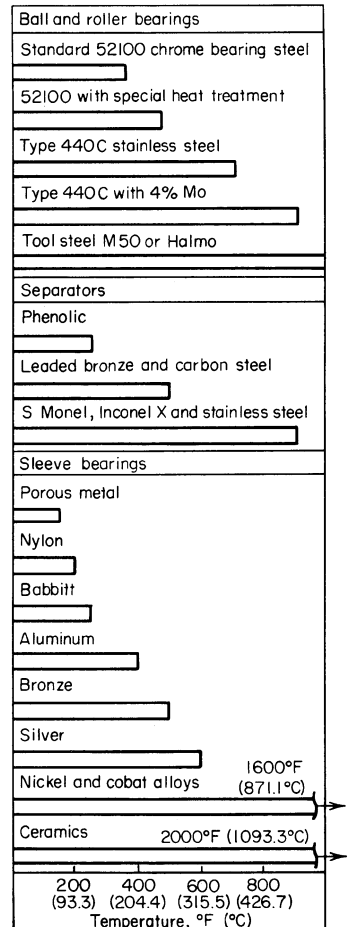 Ball and roller bearings
Standard 52100 chrome bearing steel
52100 with special heat treatment
Type 440C stainless steel
Type 440C with 4% Mo
Tool steel M50 or Halmo
Separators
Phenolic
Leaded bronze and carbon steel
S Monel, Inconel X and stainless steel
Sleeve bearings
Porous metal
Nylon
Babbitt
Aluminum
Bronze
Silver
1600°F
Nickel and cobat alloys (871.1°C)
Ceramics 2000°F (1093.3°C)
200 400 600 800
(93.3) (204.4) (315.5) (426.7)
Temperature, °F (°C)